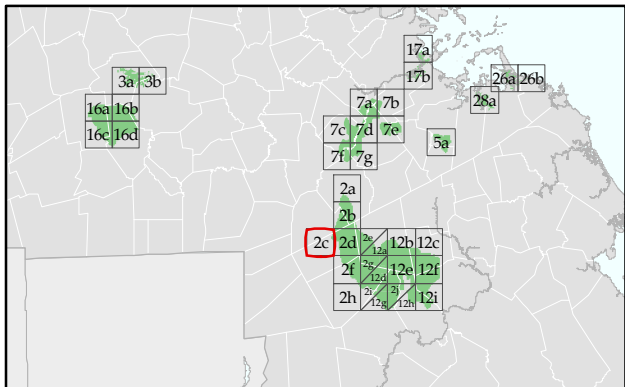 17a
3a 3b
17b
26a 26b
16a 16b
7a 7b
28a
16c 16d
7c 7d 7e
5a
7f 7g
2a
2b
2c 2d 2e 12a 12b 12c
2f 2g 12d 12e 12f
2h 2i 12g 2j 12h 12i